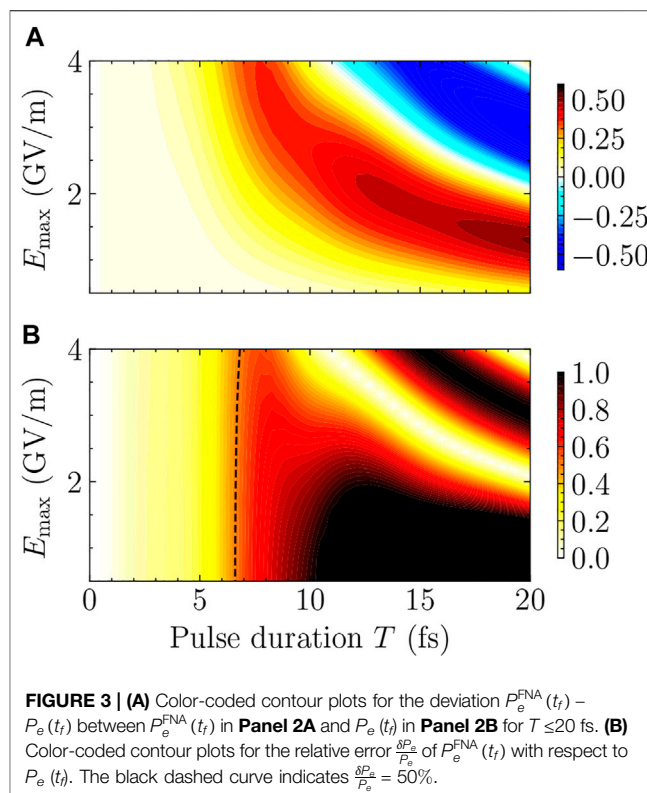 A
4
2
E_max (GV/m)
0.50
0.25
0.00
−0.25
−0.50
B
4
2
E_max (GV/m)
1.0
0.8
0.6
0.4
0.2
0.0
0 5 10 15 20
Pulse duration T (fs)
FIGURE 3 | (A) Color-coded contour plots for the deviation P_e^FNA (t_f) –
P_e (t_f) between P_e^FNA (t_f) in Panel 2A and P_e (t_f) in Panel 2B for T ≤20 fs. (B)
Color-coded contour plots for the relative error δP_e/P_e of P_e^FNA (t_f) with respect to
P_e (t_f). The black dashed curve indicates δP_e/P_e = 50%.